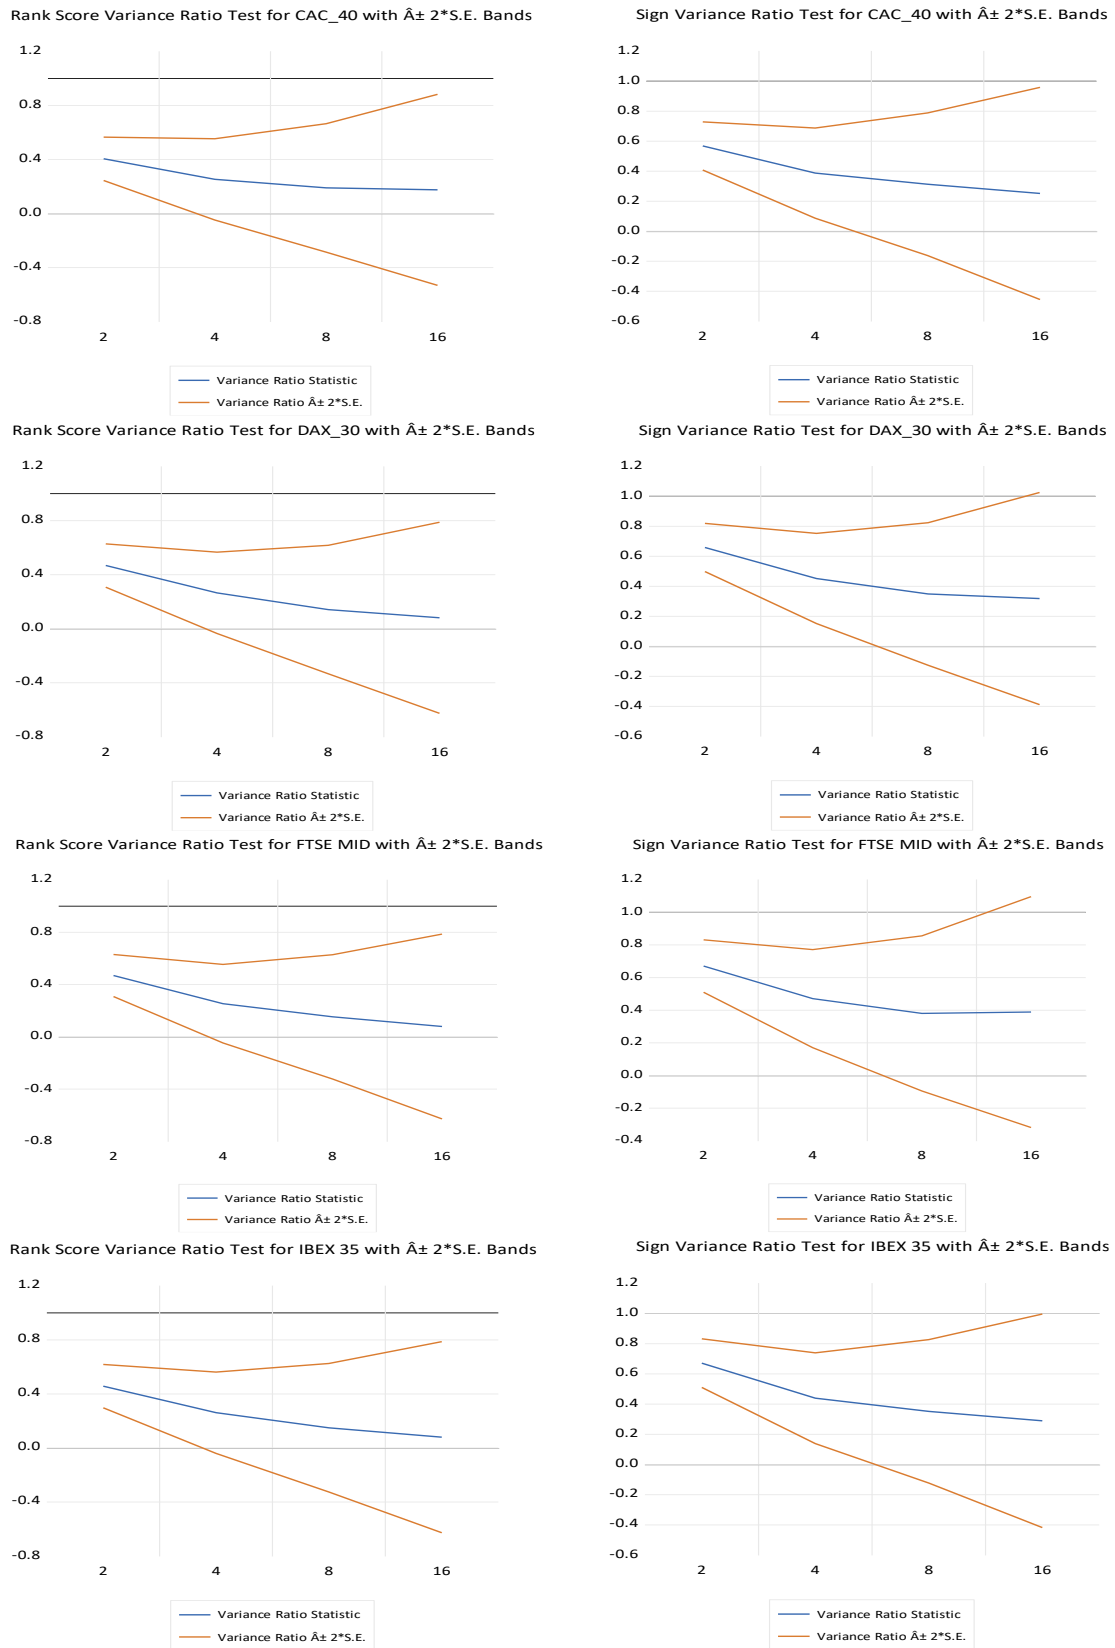 Rank Score Variance Ratio Test for CAC_40 with Â± 2*S.E. Bands
1.2
0.8
0.4
0.0
-0.4
-0.8
2 4 8 16
Variance Ratio Statistic
Variance Ratio Â± 2*S.E.
Sign Variance Ratio Test for CAC_40 with Â± 2*S.E. Bands
1.2
1.0
0.8
0.6
0.4
0.2
0.0
-0.2
-0.4
-0.6
2 4 8 16
Variance Ratio Statistic
Variance Ratio Â± 2*S.E.
Rank Score Variance Ratio Test for DAX_30 with Â± 2*S.E. Bands
1.2
0.8
0.4
0.0
-0.4
-0.8
2 4 8 16
Variance Ratio Statistic
Variance Ratio Â± 2*S.E.
Sign Variance Ratio Test for DAX_30 with Â± 2*S.E. Bands
1.2
1.0
0.8
0.6
0.4
0.2
0.0
-0.2
-0.4
-0.6
2 4 8 16
Variance Ratio Statistic
Variance Ratio Â± 2*S.E.
Rank Score Variance Ratio Test for FTSE MID with Â± 2*S.E. Bands
1.2
0.8
0.4
0.0
-0.4
-0.8
2 4 8 16
Variance Ratio Statistic
Variance Ratio Â± 2*S.E.
Sign Variance Ratio Test for FTSE MID with Â± 2*S.E. Bands
1.2
1.0
0.8
0.6
0.4
0.2
0.0
-0.2
-0.4
2 4 8 16
Variance Ratio Statistic
Variance Ratio Â± 2*S.E.
Rank Score Variance Ratio Test for IBEX 35 with Â± 2*S.E. Bands
1.2
0.8
0.4
0.0
-0.4
-0.8
2 4 8 16
Variance Ratio Statistic
Variance Ratio Â± 2*S.E.
Sign Variance Ratio Test for IBEX 35 with Â± 2*S.E. Bands
1.2
1.0
0.8
0.6
0.4
0.2
0.0
-0.2
-0.4
-0.6
2 4 8 16
Variance Ratio Statistic
Variance Ratio Â± 2*S.E.